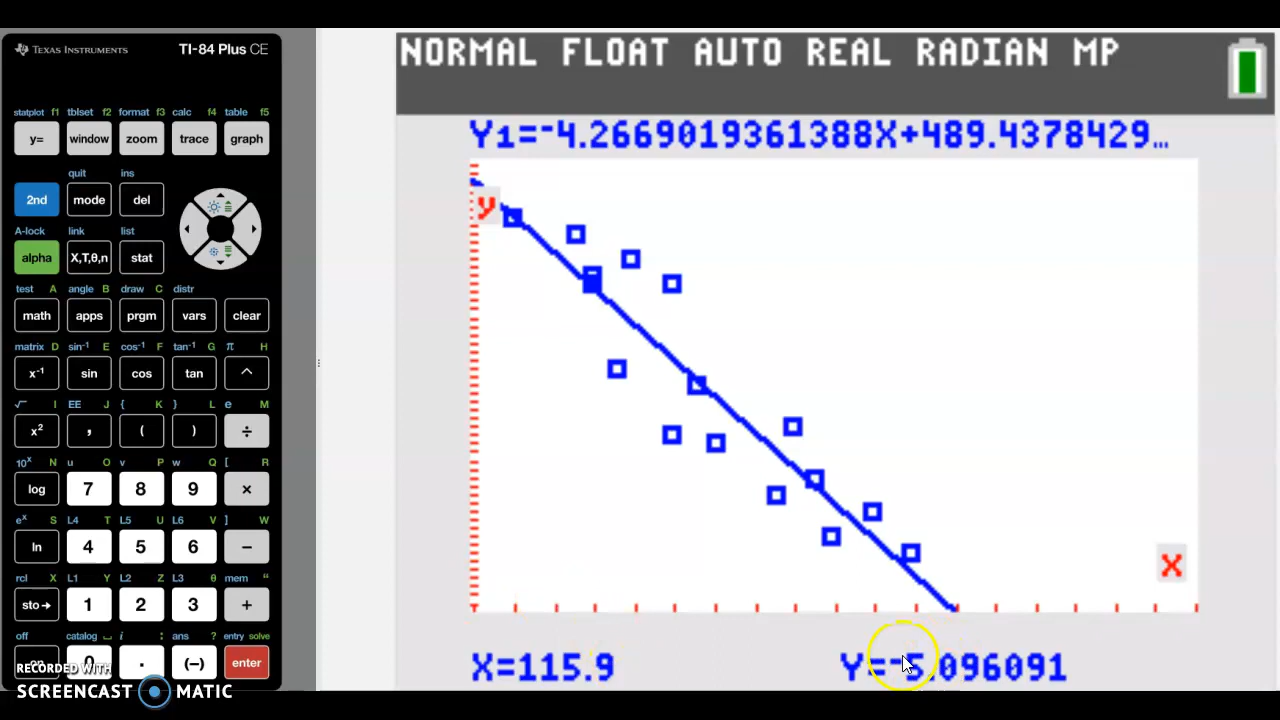 TEXAS INSTRUMENTS TI-84 Plus CE
NORMAL FLOAT AUTO REAL RADIAN MP
Y1=-4.2669019361388X+489.4378429…
y
X
X=115.9 Y=-5.096091
statplot f1 tblset f2 format f3 calc f4 table f5
y= window zoom trace graph
quit ins
2nd mode del
A-lock link list
alpha X,T,θ,n stat
test A angle B draw C distr
math apps prgm vars clear
matrix D sin⁻¹ E cos⁻¹ F tan⁻¹ G π H
x⁻¹ sin cos tan ^
√ I EE J { K } L e M
x² , ( ) ÷
10ˣ N u O v P w Q [ R
log 7 8 9 ×
eˣ S L4 T L5 U L6 V ] W
ln 4 5 6 −
rcl X L1 Y L2 Z L3 θ mem "
sto→ 1 2 3 +
off catalog i : ans ? entry solve
on 0 . (−) enter
RECORDED WITH
SCREENCAST MATIC